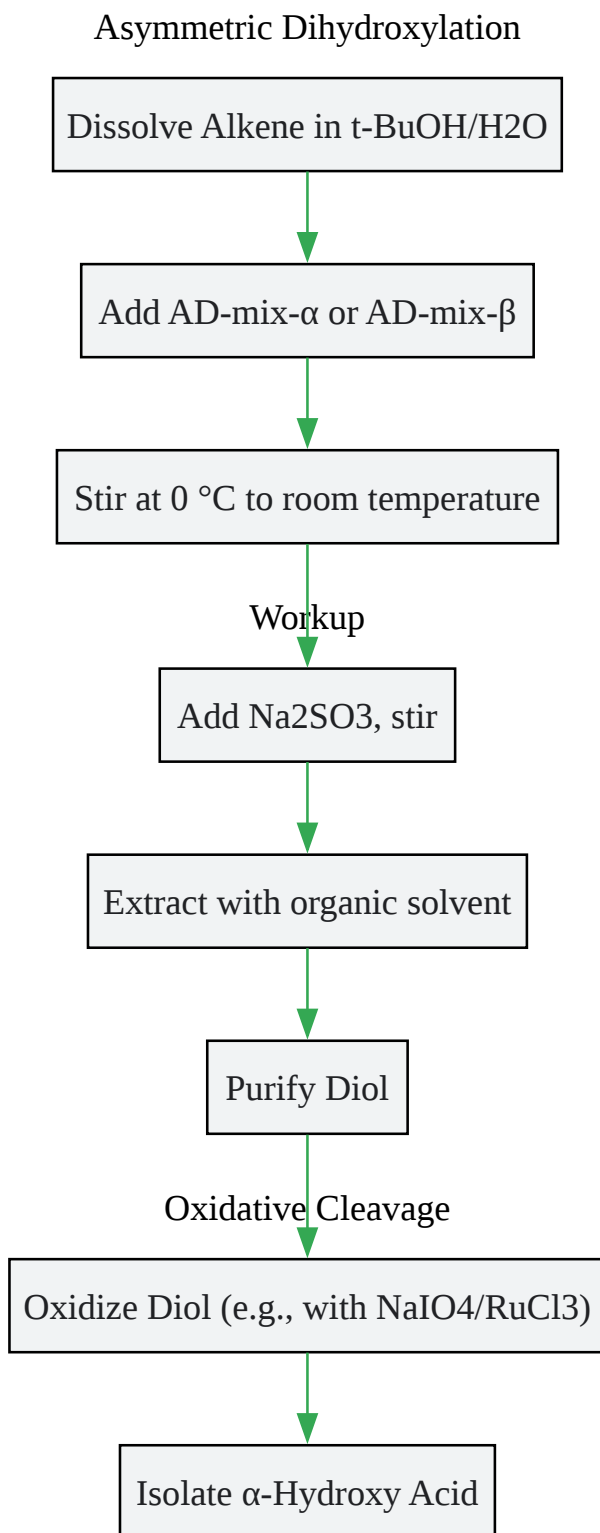 Asymmetric Dihydroxylation
Dissolve Alkene in t-BuOH/H2O
Add AD-mix-α or AD-mix-β
Stir at 0 °C to room temperature
Workup
Add Na2SO3, stir
Extract with organic solvent
Purify Diol
Oxidative Cleavage
Oxidize Diol (e.g., with NaIO4/RuCl3)
Isolate α-Hydroxy Acid